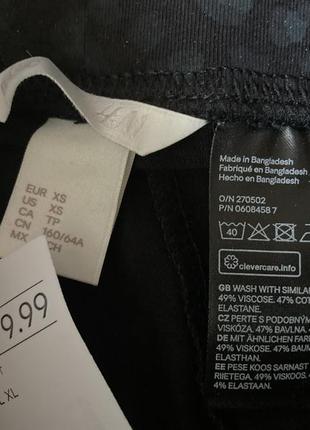 H&M
EUR XS
US XS
CA TP
CN 160/64A
MX CH
9.99
XL
Made in Bangladesh
Fabriqué en Bangladesh
Hecho en Bangladesh
O/N 270502
P/N 0608458 7
40
clevercare.info
GB WASH WITH SIMILAR
49% VISCOSE. 47% COT
ELASTANE.
CZ PERTE S PODOBNÝM
VISKÓZA. 47% BAVLNA. 4
DE MIT ÄHNLICHEN FARB
49% VISKOSE. 47% BAUM
ELASTHAN.
EE PESE KOOS SAR
RIIETEGA. 49% VISKOOS
4% ELASTAAN.